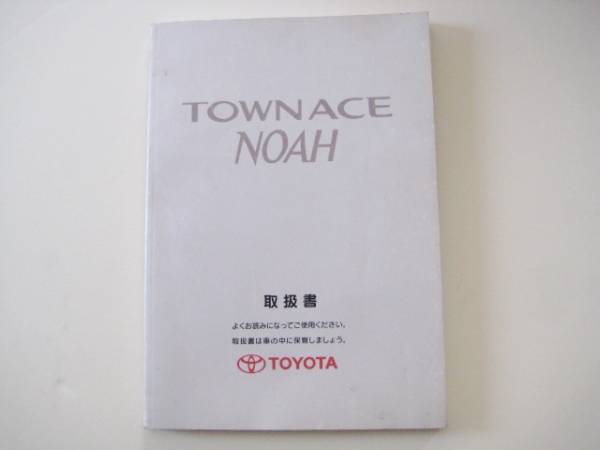 TOWNACE
NOAH
取扱書
よくお読みになってご使用ください。
取扱書は車の中に保管しましょう。
TOYOTA